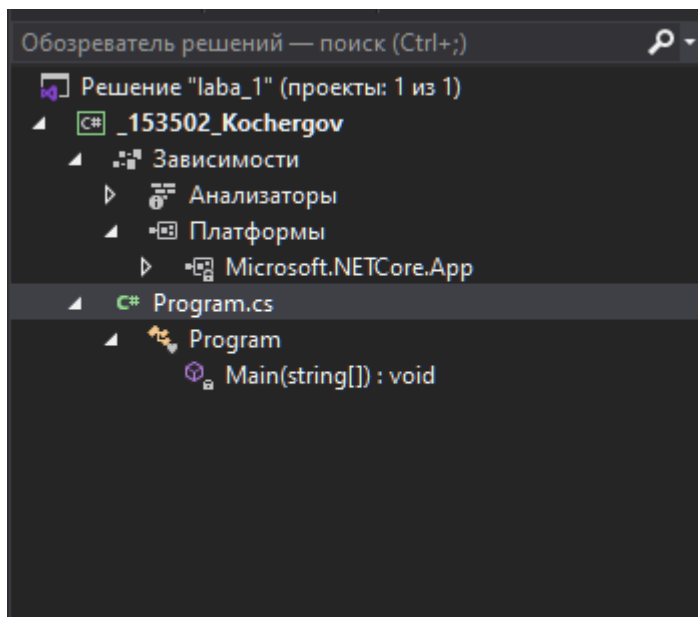 Обозреватель решений — поиск (Ctrl+;)
Решение "laba_1" (проекты: 1 из 1)
C# _153502_Kochergov
Зависимости
Анализаторы
Платформы
Microsoft.NETCore.App
C# Program.cs
Program
Main(string[]) : void